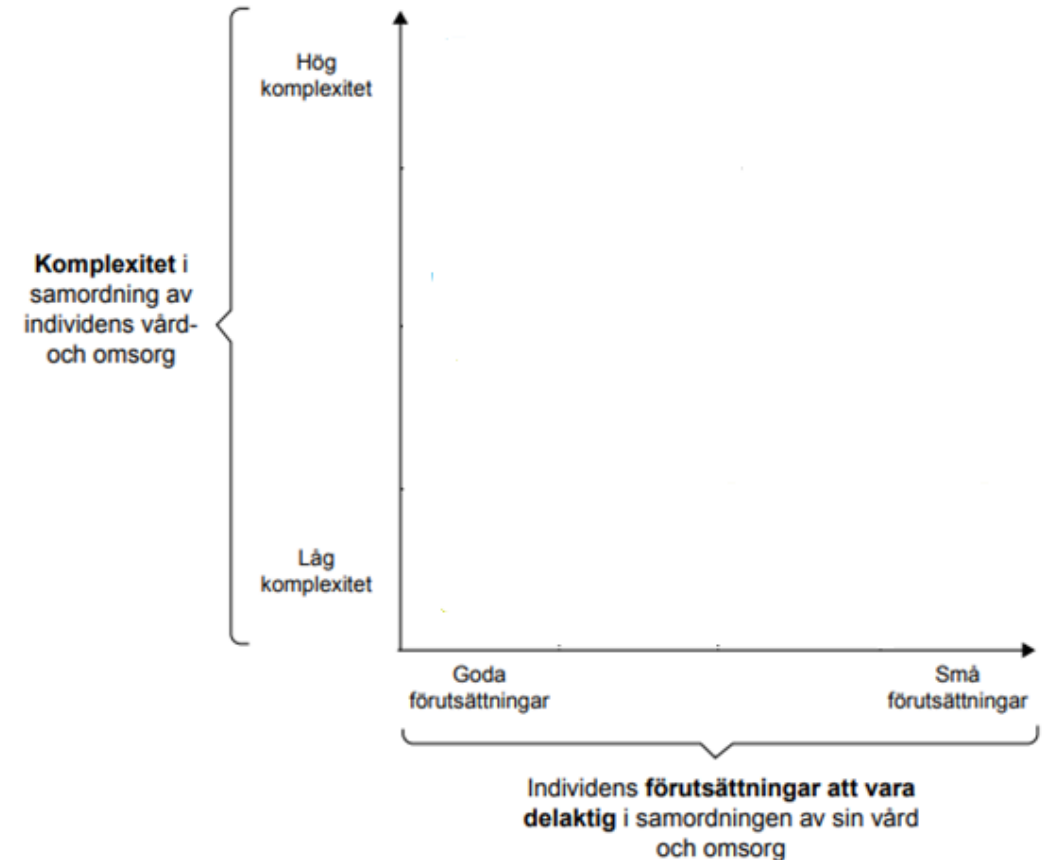 Hög
komplexitet
Komplexitet i
samordning av
individens vård-
och omsorg
Låg
komplexitet
Goda
förutsättningar
Små
förutsättningar
Individens förutsättningar att vara
delaktig i samordningen av sin vård
och omsorg